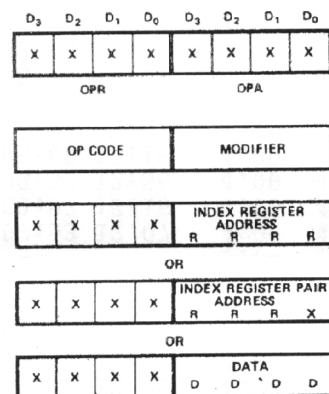 D3 D2 D1 D0 D3 D2 D1 D0
X X X X X X X X
OPR OPA
OP CODE MODIFIER
X X X X INDEX REGISTER
ADDRESS
R R R R
OR
X X X X INDEX REGISTER PAIR
ADDRESS
R R R X
OR
X X X X DATA
D D D D